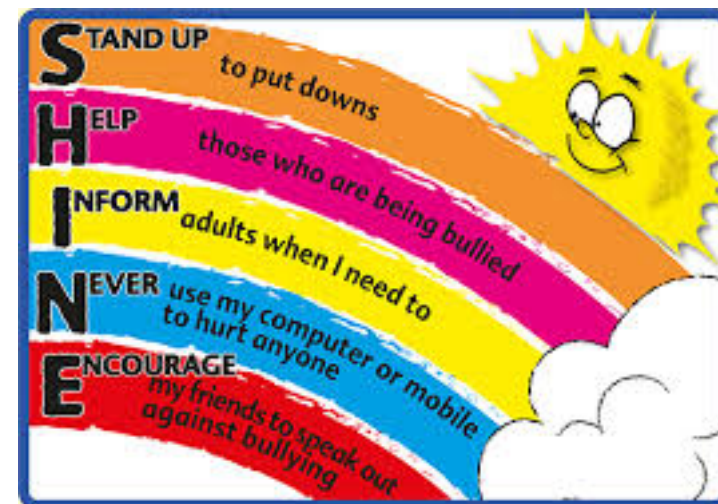 STAND UP to put downs
HELP those who are being bullied
INFORM adults when I need to
NEVER use my computer or mobile
to hurt anyone
ENCOURAGE my friends to speak out
against bullying